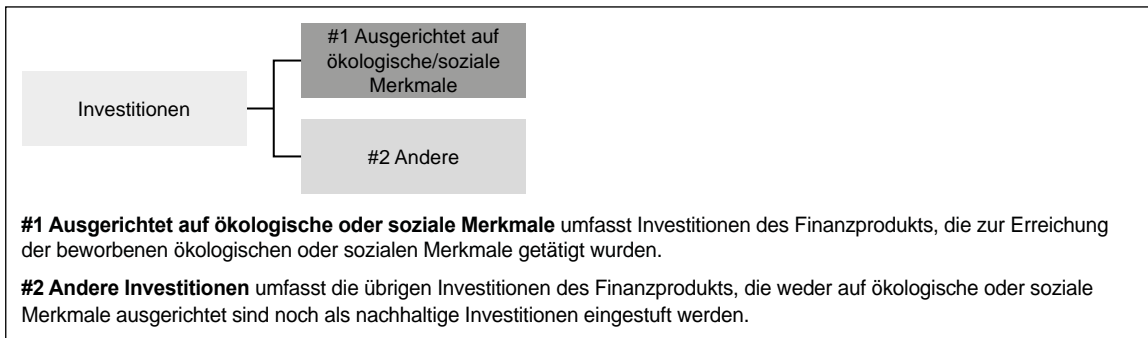 #1 Ausgerichtet auf
ökologische/soziale
Merkmale
Investitionen
#2 Andere
#1 Ausgerichtet auf ökologische oder soziale Merkmale umfasst Investitionen des Finanzprodukts, die zur Erreichung
der beworbenen ökologischen oder sozialen Merkmale getätigt wurden.
#2 Andere Investitionen umfasst die übrigen Investitionen des Finanzprodukts, die weder auf ökologische oder soziale
Merkmale ausgerichtet sind noch als nachhaltige Investitionen eingestuft werden.